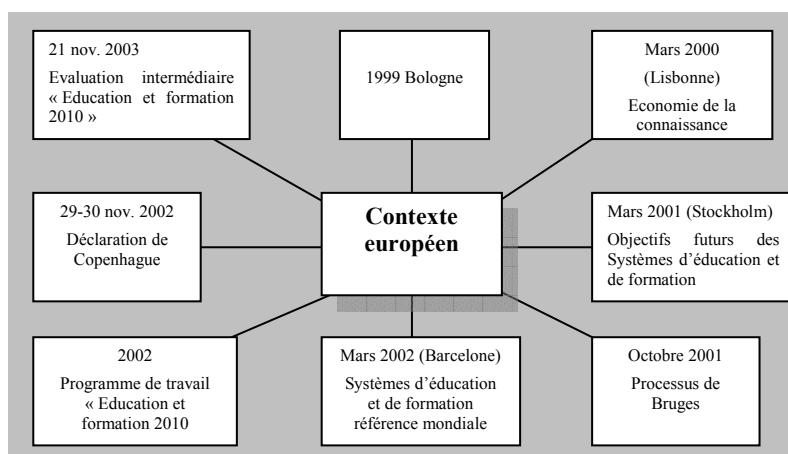 21 nov. 2003
Evaluation intermédiaire
« Education et formation
2010 »
1999 Bologne
Mars 2000
(Lisbonne)
Economie de la
connaissance
29-30 nov. 2002
Déclaration de
Copenhague
Contexte
européen
Mars 2001 (Stockholm)
Objectifs futurs des
Systèmes d’éducation et
de formation
2002
Programme de travail
« Education et
formation 2010
Mars 2002 (Barcelone)
Systèmes d’éducation
et de formation
référence mondiale
Octobre 2001
Processus de
Bruges